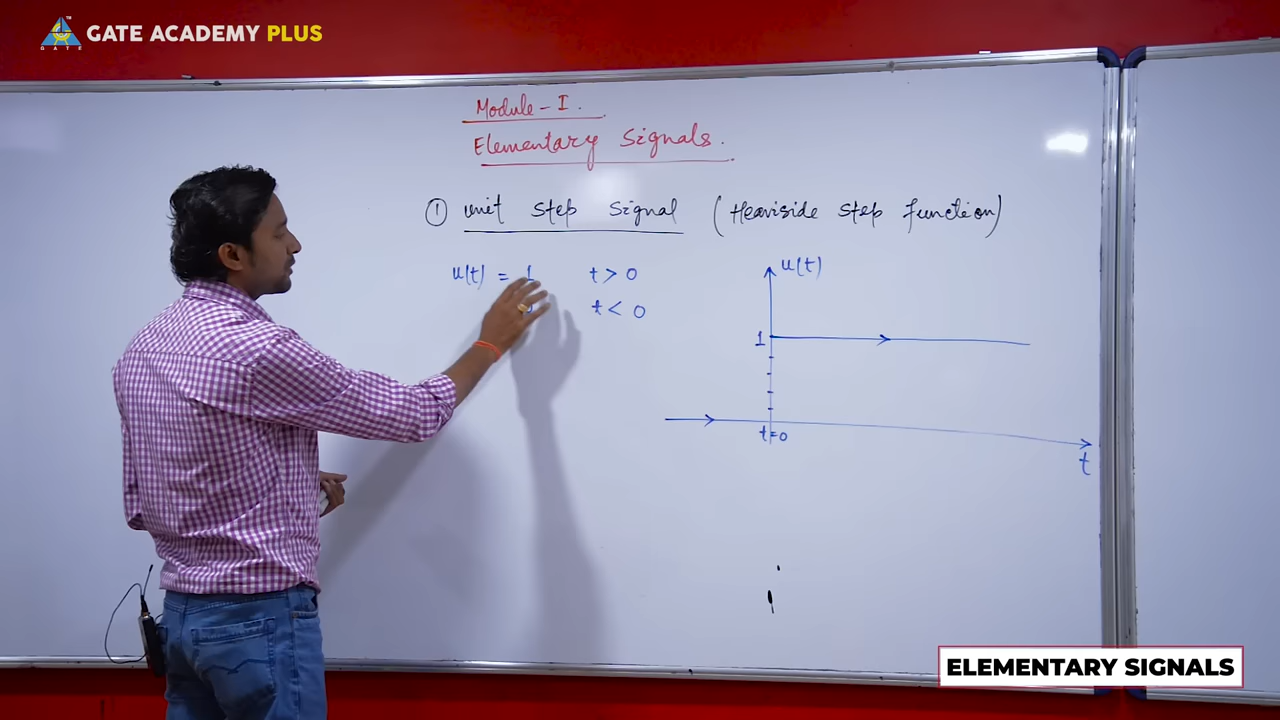 GATE ACADEMY PLUS
GATE
Module - I.
Elementary Signals.
① unit step signal (Heaviside step function)
u(t) = 1 t > 0
t < 0
u(t)
1
t=0
t
ELEMENTARY SIGNALS